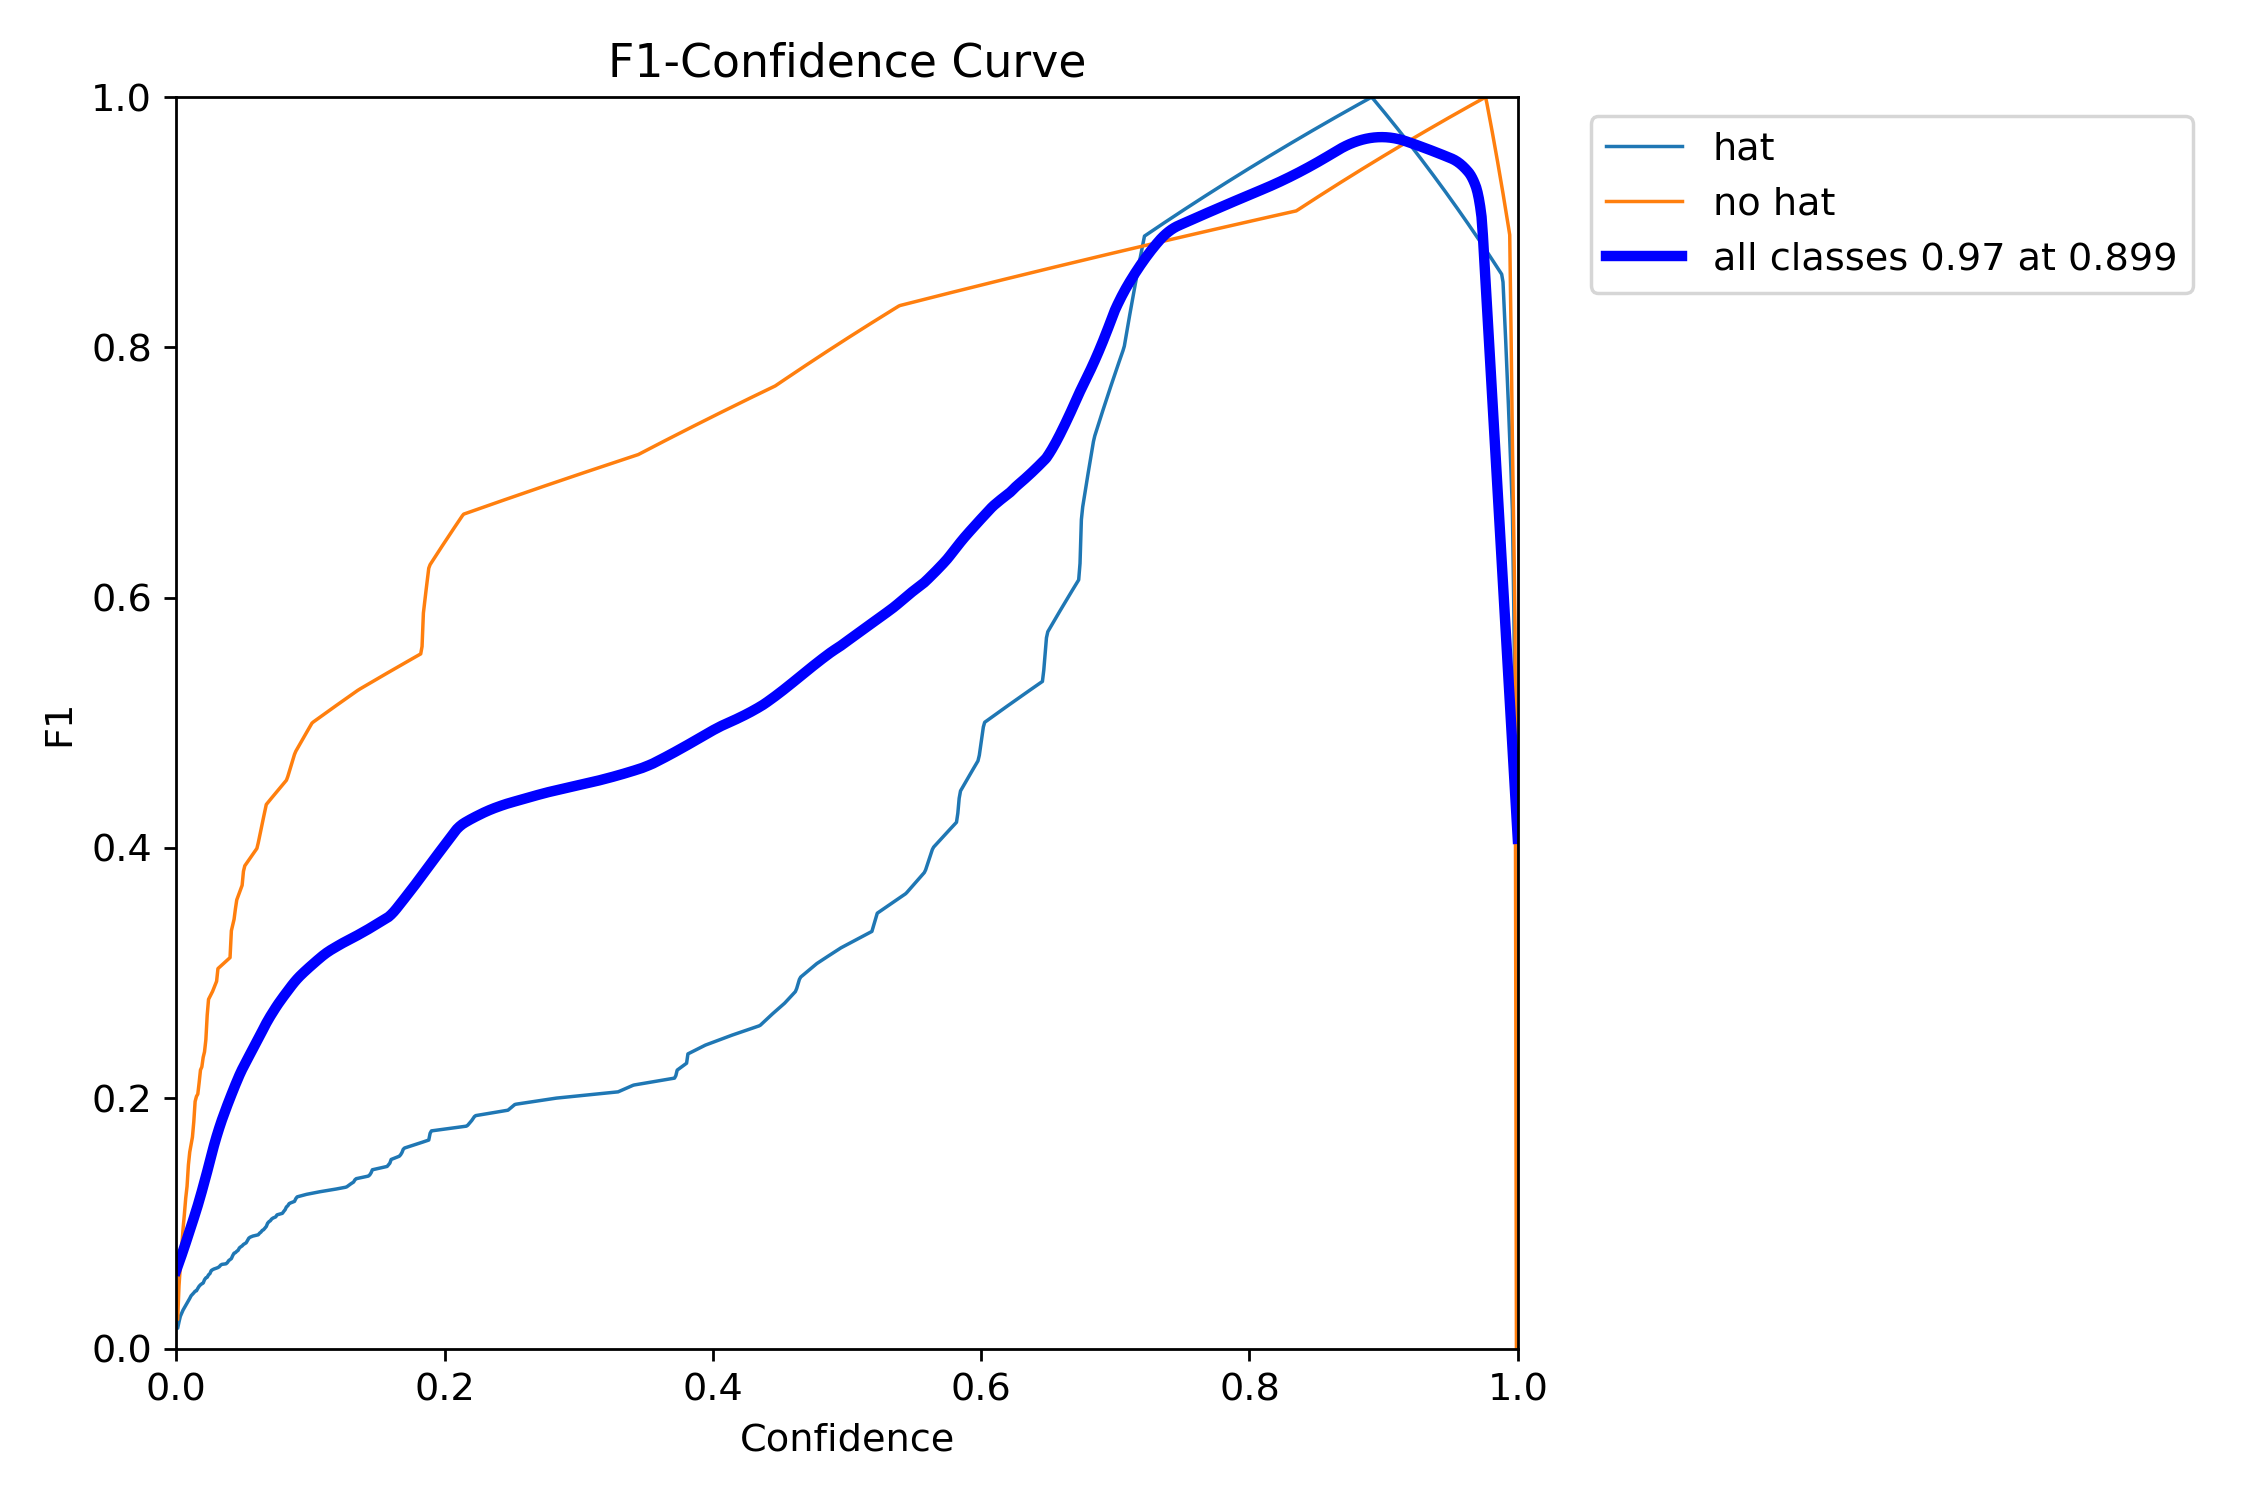 F1-Confidence Curve
1.0
0.8
0.6
0.4
0.2
0.0
F1
0.0 0.2 0.4 0.6 0.8 1.0
Confidence
hat
no hat
all classes 0.97 at 0.899